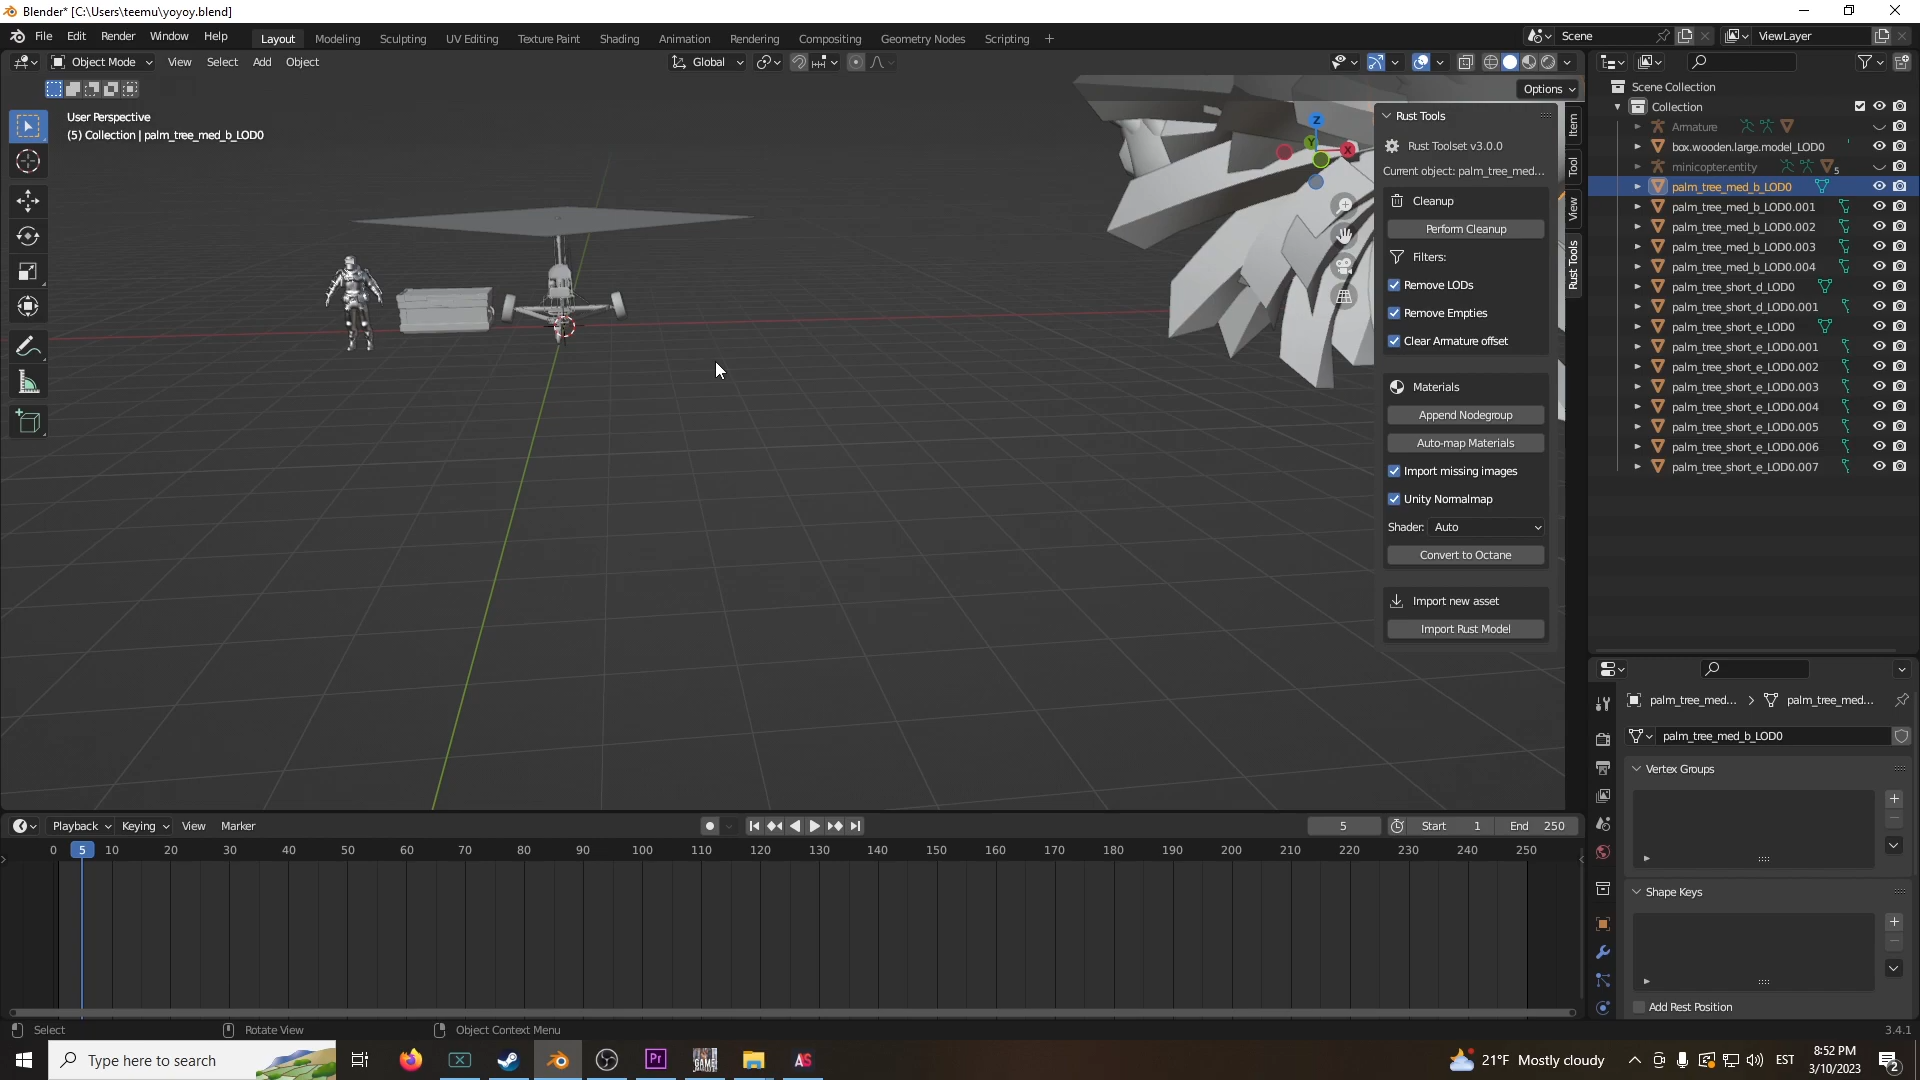 Blender* [C:\Users\teemu\yoyoy.blend]
File Edit Render Window Help Layout Modeling Sculpting UV Editing Texture Paint Shading Animation Rendering Compositing Geometry Nodes Scripting Scene ViewLayer
Object Mode View Select Add Object Global
Options
User Perspective
(5) Collection | palm_tree_med_b_LOD0
Z
Y
X
Rust Tools
Rust Toolset v3.0.0
Current object: palm_tree_med...
Cleanup
Perform Cleanup
Filters:
Remove LODs
Remove Empties
Clear Armature offset
Materials
Append Nodegroup
Auto-map Materials
Import missing images
Unity Normalmap
Shader: Auto
Convert to Octane
Import new asset
Import Rust Model
Item
Tool
View
Rust Tools
Scene Collection
Collection
Armature
box.wooden.large.model_LOD0
minicopter.entity 5
palm_tree_med_b_LOD0
palm_tree_med_b_LOD0.001
palm_tree_med_b_LOD0.002
palm_tree_med_b_LOD0.003
palm_tree_med_b_LOD0.004
palm_tree_short_d_LOD0
palm_tree_short_d_LOD0.001
palm_tree_short_e_LOD0
palm_tree_short_e_LOD0.001
palm_tree_short_e_LOD0.002
palm_tree_short_e_LOD0.003
palm_tree_short_e_LOD0.004
palm_tree_short_e_LOD0.005
palm_tree_short_e_LOD0.006
palm_tree_short_e_LOD0.007
palm_tree_med... palm_tree_med...
palm_tree_med_b_LOD0
Vertex Groups
Shape Keys
Add Rest Position
Playback Keying View Marker 5 Start 1 End 250
0 5 10 20 30 40 50 60 70 80 90 100 110 120 130 140 150 160 170 180 190 200 210 220 230 240 250
Select Rotate View Object Context Menu 3.4.1
Type here to search Pr AS 21°F Mostly cloudy EST 8:52 PM
3/10/2023 2